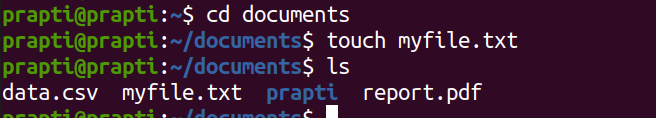 prapti@prapti:~$ cd documents
prapti@prapti:~/documents$ touch myfile.txt
prapti@prapti:~/documents$ ls
data.csv  myfile.txt  prapti  report.pdf
prapti@prapti:~/documents$